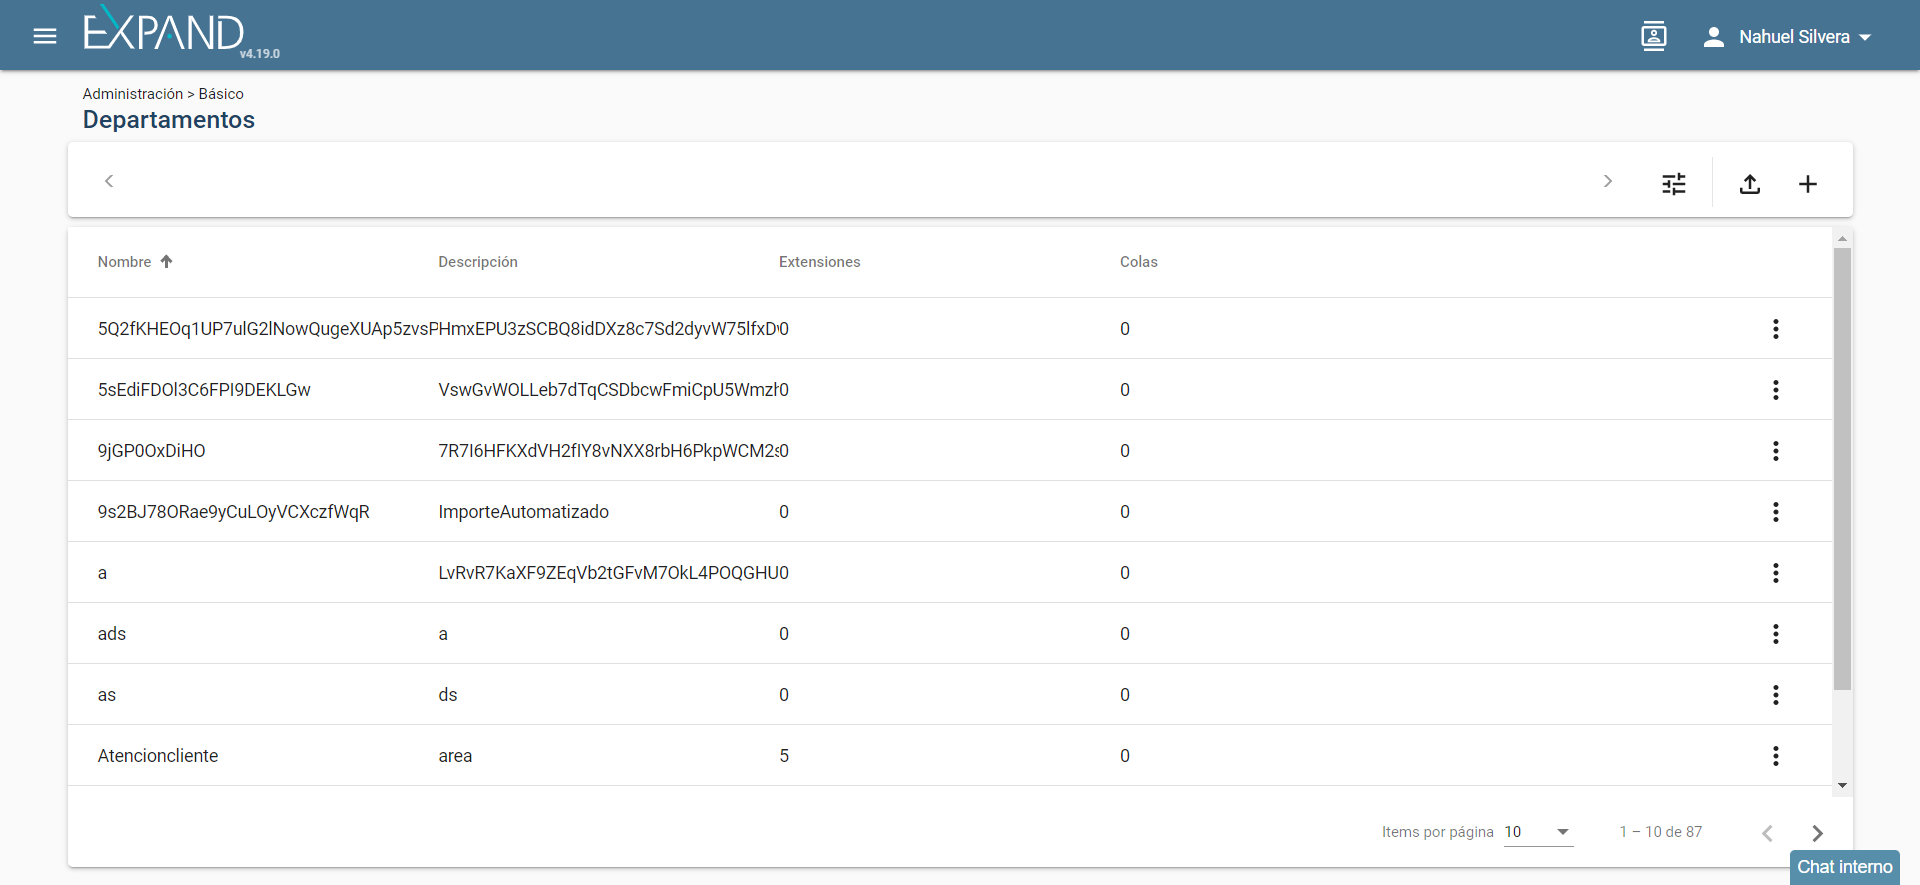 EXPAND
v4.19.0
Nahuel Silvera
Administración > Básico
Departamentos
Nombre Descripción Extensiones Colas
5Q2fKHEOq1UP7ulG2lNowQugeXUAp5zvsPHmxEPU3zSCBQ8idDXz8c7Sd2dyvW75lfxD 0 0
5sEdiFDOl3C6FPI9DEKLGw VswGvWOLLeb7dTqCSDbcwFmiCpU5Wmzl 0 0
9jGP0OxDiHO 7R7I6HFKXdVH2fIY8vNXX8rbH6PkpWCM2s 0 0
9s2BJ78ORae9yCuLOyVCXczfWqR ImporteAutomatizado 0 0
a LvRvR7KaXF9ZEqVb2tGFvM7OkL4POQGHU 0 0
ads a 0 0
as ds 0 0
Atencioncliente area 5 0
Items por página 10 1 – 10 de 87
Chat interno